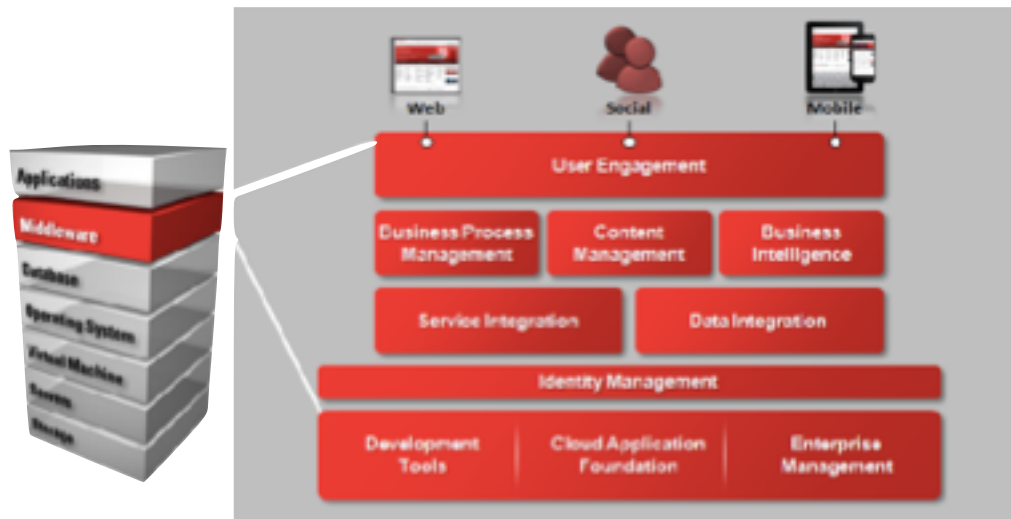 Applications
Middleware
Database
Operating System
Virtual Machine
Servers
Storage
Web
Social
Mobile
User Engagement
Business Process
Management
Content
Management
Business
Intelligence
Service Integration
Data Integration
Identity Management
Development
Tools
Cloud Application
Foundation
Enterprise
Management